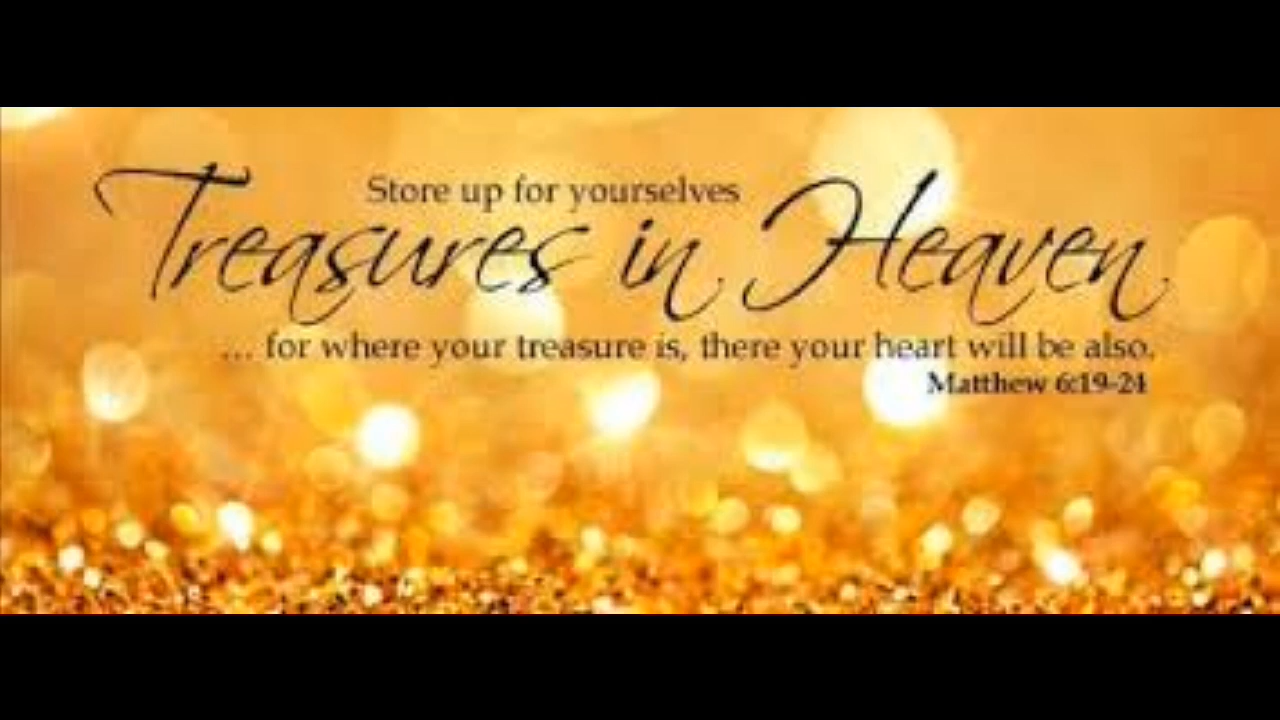 Store up for yourselves
Treasures in Heaven
... for where your treasure is, there your heart will be also.
Matthew 6:19-24